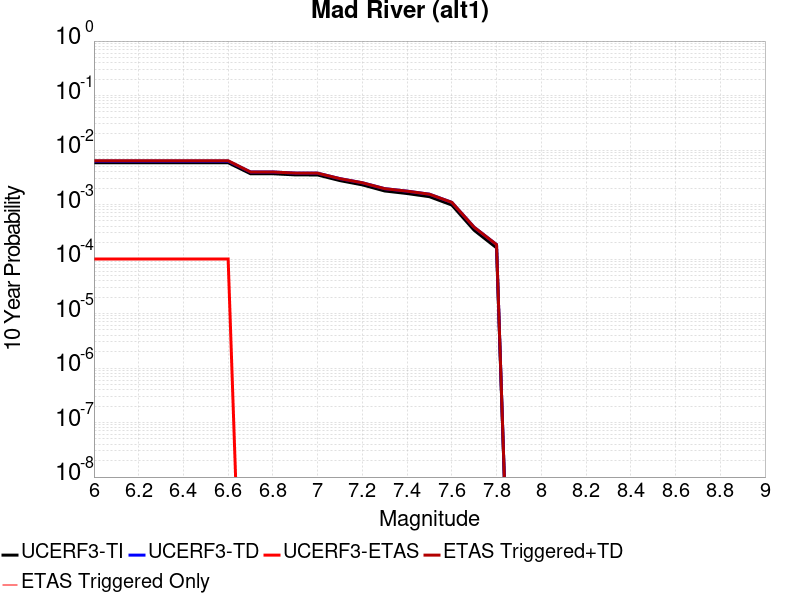 Mad River (alt1)
10 Year Probability
10^0
10^-1
10^-2
10^-3
10^-4
10^-5
10^-6
10^-7
10^-8
6 6.2 6.4 6.6 6.8 7 7.2 7.4 7.6 7.8 8 8.2 8.4 8.6 8.8 9
Magnitude
UCERF3-TI UCERF3-TD UCERF3-ETAS ETAS Triggered+TD
ETAS Triggered Only